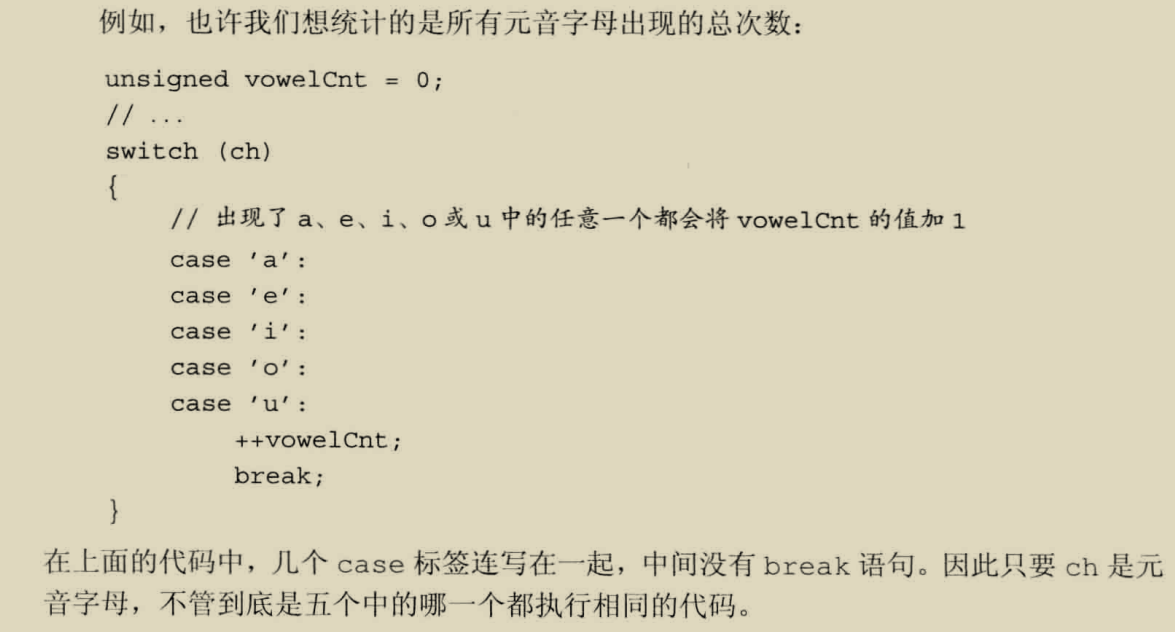 例如，也许我们想统计的是所有元音字母出现的总次数：
unsigned vowelCnt = 0;
// ...
switch (ch)
{
// 出现了 a、e、i、o 或 u 中的任意一个都会将 vowelCnt 的值加 1
case 'a':
case 'e':
case 'i':
case 'o':
case 'u':
++vowelCnt;
break;
}
在上面的代码中，几个 case 标签连写在一起，中间没有 break 语句。因此只要 ch 是元
音字母，不管到底是五个中的哪一个都执行相同的代码。